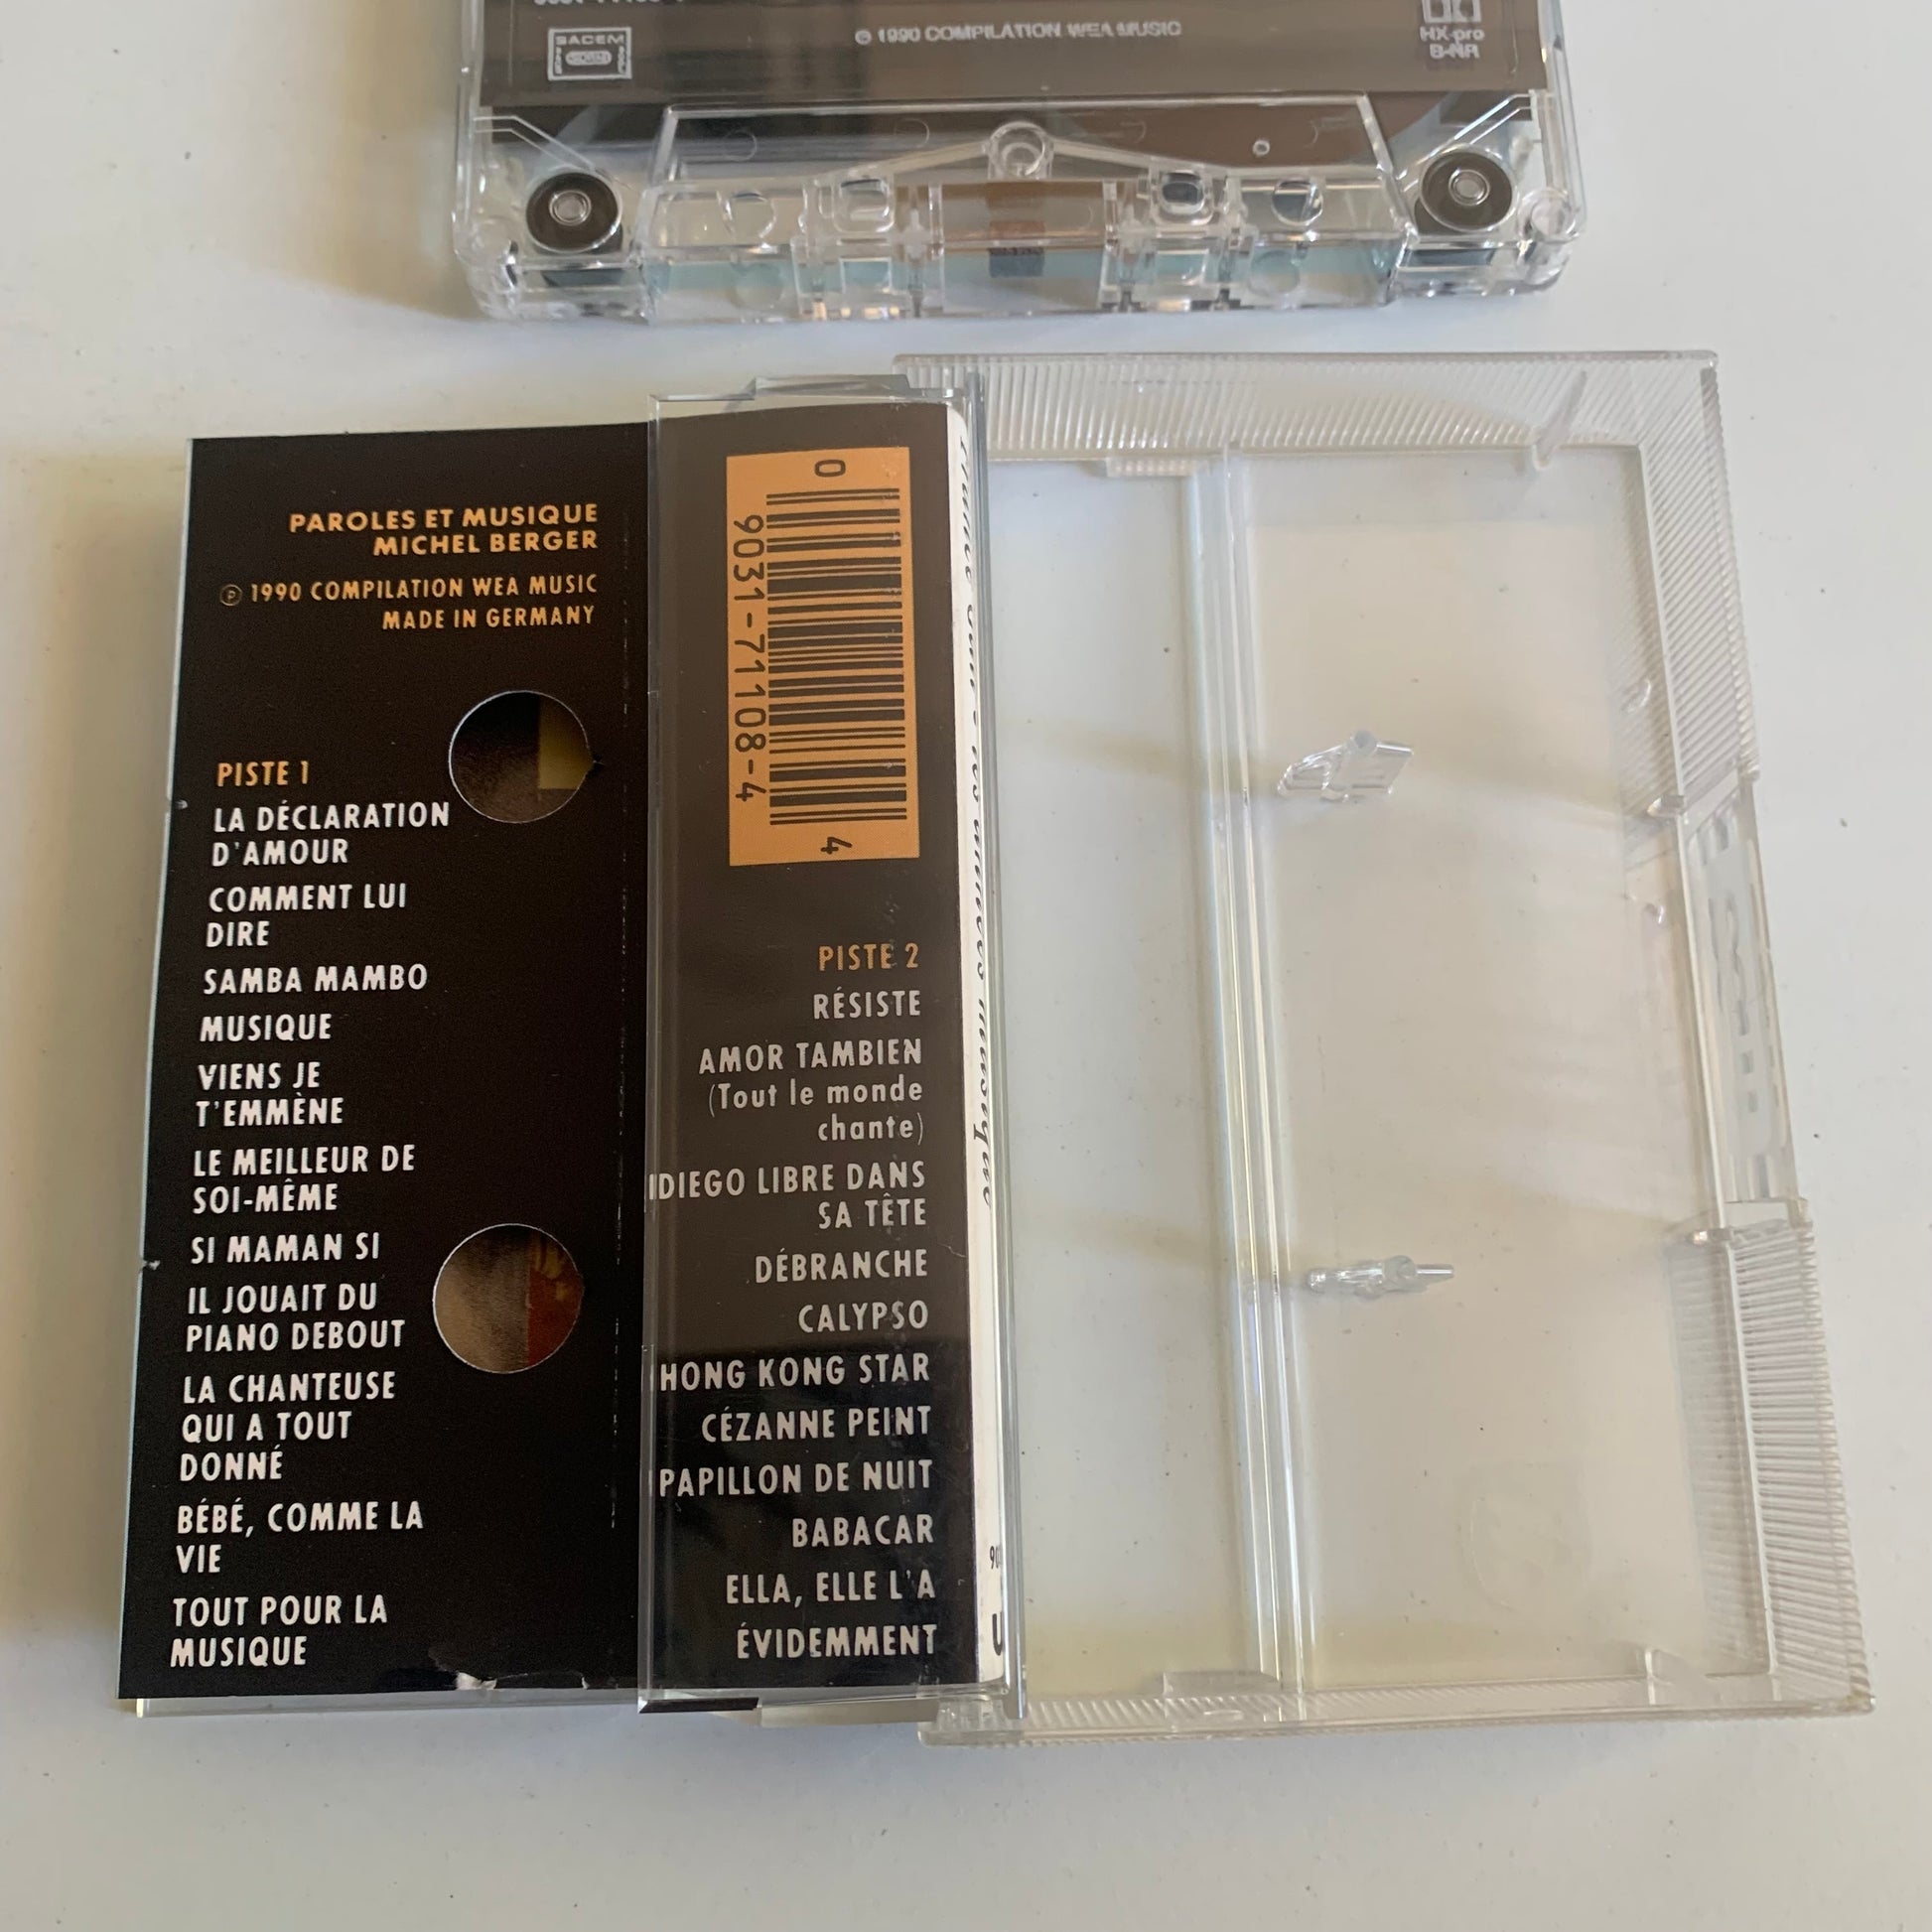 © 1990 COMPILATION WEA MUSIC
SACEM
HX-pro
B-NR
PAROLES ET MUSIQUE
MICHEL BERGER
℗ 1990 COMPILATION WEA MUSIC
MADE IN GERMANY
PISTE 1
LA DÉCLARATION
D'AMOUR
COMMENT LUI
DIRE
SAMBA MAMBO
MUSIQUE
VIENS JE
T'EMMÈNE
LE MEILLEUR DE
SOI-MÊME
SI MAMAN SI
IL JOUAIT DU
PIANO DEBOUT
LA CHANTEUSE
QUI A TOUT
DONNÉ
BÉBÉ, COMME LA
VIE
TOUT POUR LA
MUSIQUE
0
9031-71108-4
4
PISTE 2
RÉSISTE
AMOR TAMBIEN
(Tout le monde
chante)
DIEGO LIBRE DANS
SA TÊTE
DÉBRANCHE
CALYPSO
HONG KONG STAR
CÉZANNE PEINT
PAPILLON DE NUIT
BABACAR
ELLA, ELLE L'A
ÉVIDEMMENT
années musique